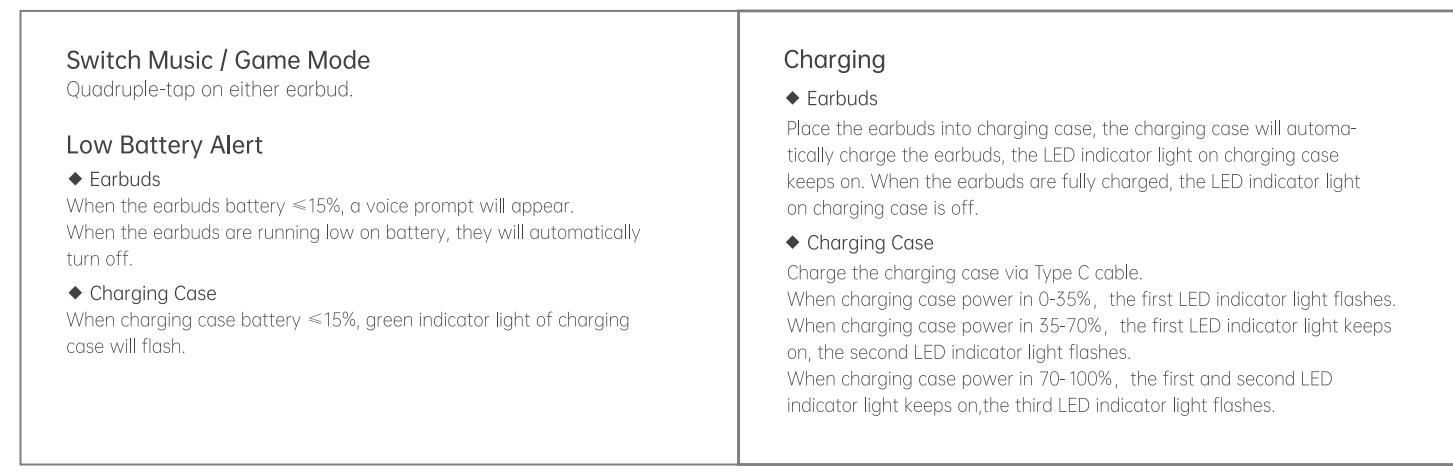 Switch Music / Game Mode
Quadruple-tap on either earbud.
Low Battery Alert
◆ Earbuds
When the earbuds battery ⩽15%, a voice prompt will appear.
When the earbuds are running low on battery, they will automatically
turn off.
◆ Charging Case
When charging case battery ⩽15%, green indicator light of charging
case will flash.
Charging
◆ Earbuds
Place the earbuds into charging case, the charging case will automa-
tically charge the earbuds, the LED indicator light on charging case
keeps on. When the earbuds are fully charged, the LED indicator light
on charging case is off.
◆ Charging Case
Charge the charging case via Type C cable.
When charging case power in 0-35%, the first LED indicator light flashes.
When charging case power in 35-70%, the first LED indicator light keeps
on, the second LED indicator light flashes.
When charging case power in 70-100%, the first and second LED
indicator light keeps on,the third LED indicator light flashes.